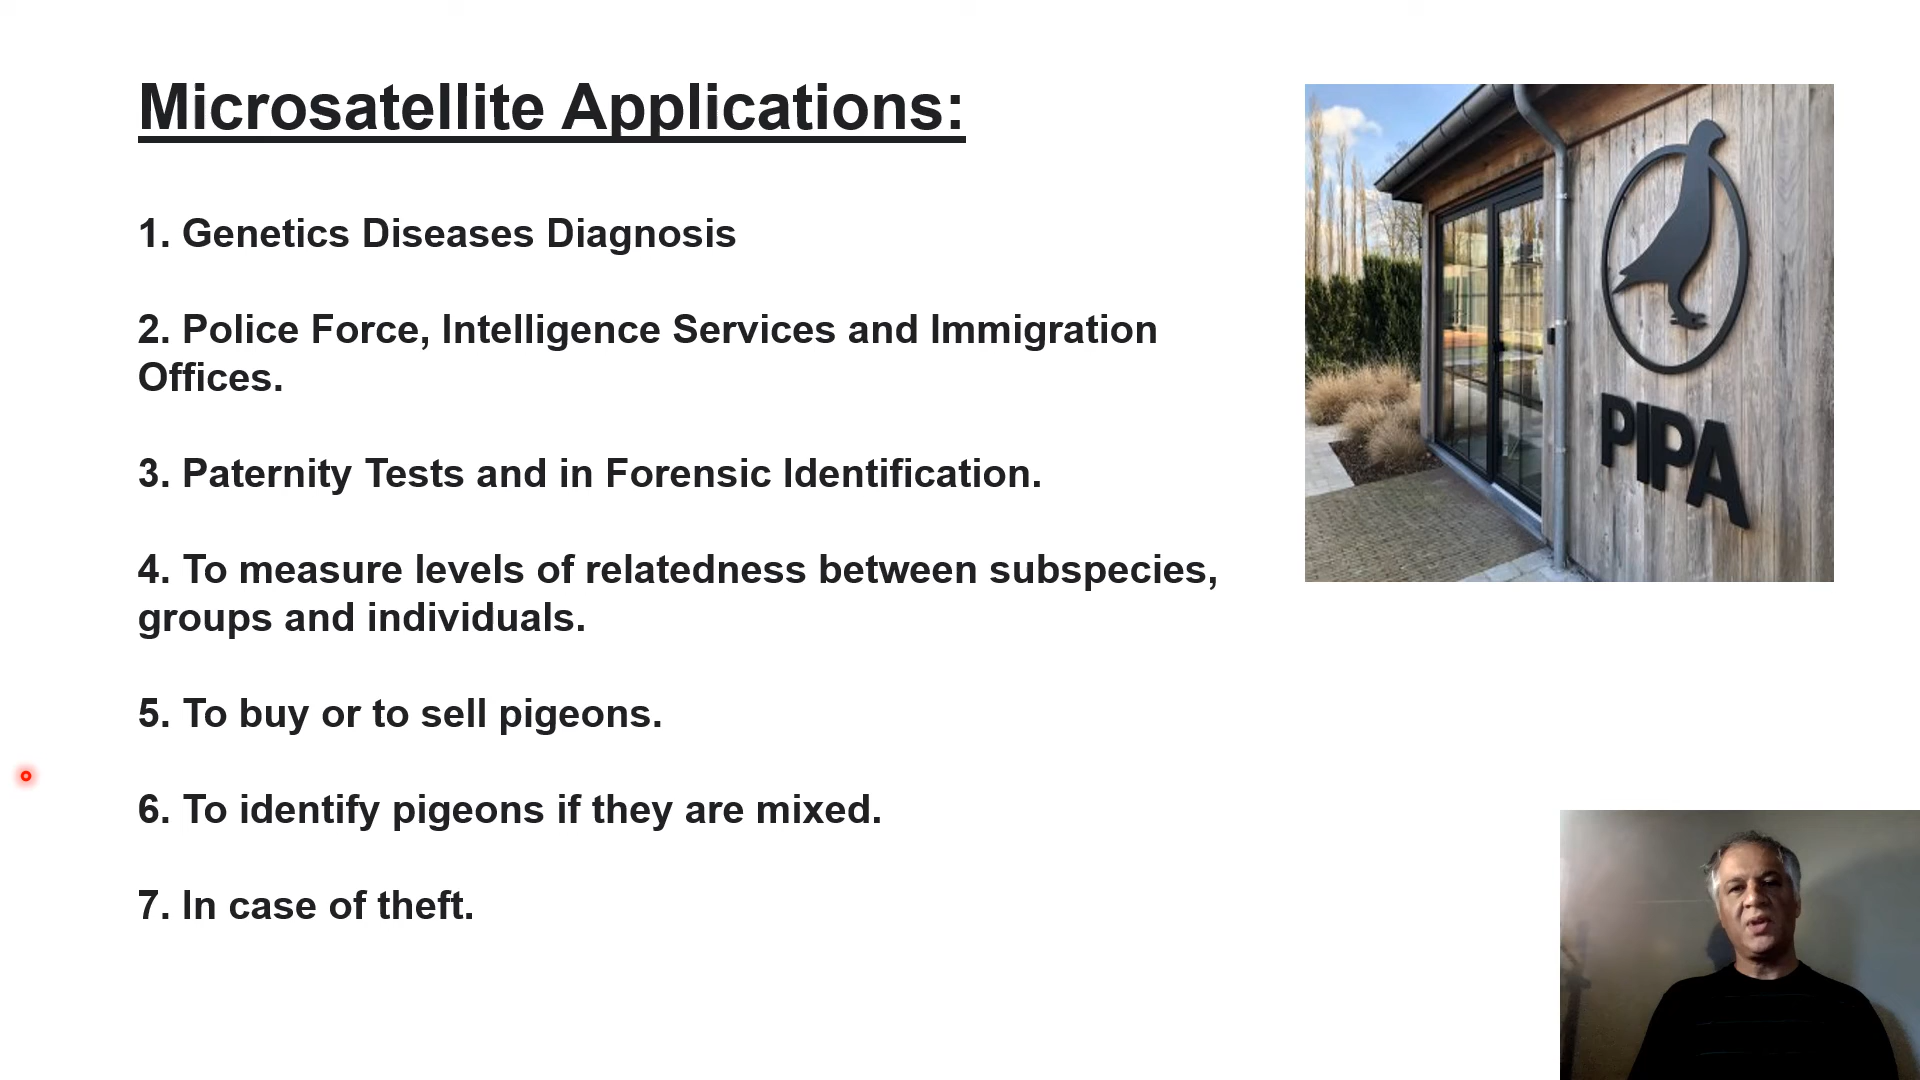 Microsatellite Applications:
1. Genetics Diseases Diagnosis
2. Police Force, Intelligence Services and Immigration
Offices.
3. Paternity Tests and in Forensic Identification.
4. To measure levels of relatedness between subspecies,
groups and individuals.
5. To buy or to sell pigeons.
6. To identify pigeons if they are mixed.
7. In case of theft.
PIPA